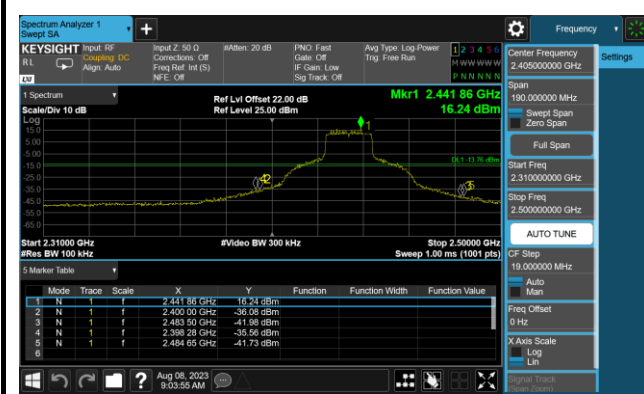 Spectrum Analyzer 1
Swept SA
Frequency
KEYSIGHT
RL
LXI
Input: RF
Coupling: DC
Align: Auto
Input Z: 50 Ω
Corrections: Off
Freq Ref: Int (S)
NFE: Off
#Atten: 20 dB
PNO: Fast
Gate: Off
IF Gain: Low
Sig Track: Off
Avg Type: Log-Power
Trig: Free Run
1 2 3 4 5 6
M W W W W W
P N N N N N
Center Frequency
2.405000000 GHz
Settings
Span
190.000000 MHz
Swept Span
Zero Span
Full Span
Start Freq
2.310000000 GHz
Stop Freq
2.500000000 GHz
AUTO TUNE
CF Step
19.000000 MHz
Auto
Man
Freq Offset
0 Hz
X Axis Scale
Log
Lin
Signal Track
(Span Zoom)
1 Spectrum
Scale/Div 10 dB
Ref Lvl Offset 22.00 dB
Ref Level 25.00 dBm
Mkr1 2.441 86 GHz
16.24 dBm
Log
15.0
5.00
-5.00
-15.0
-25.0
-35.0
-45.0
-55.0
-65.0
1
DL1 -13.76 dBm
Start 2.31000 GHz
#Res BW 100 kHz
#Video BW 300 kHz
Stop 2.50000 GHz
Sweep 1.00 ms (1001 pts)
5 Marker Table
Mode Trace Scale X Y Function Function Width Function Value
1 N 1 f 2.441 86 GHz 16.24 dBm
2 N 1 f 2.400 00 GHz -36.08 dBm
3 N 1 f 2.483 50 GHz -41.98 dBm
4 N 1 f 2.398 28 GHz -35.56 dBm
5 N 1 f 2.484 65 GHz -41.73 dBm
6
?
Aug 08, 2023
9:03:55 AM